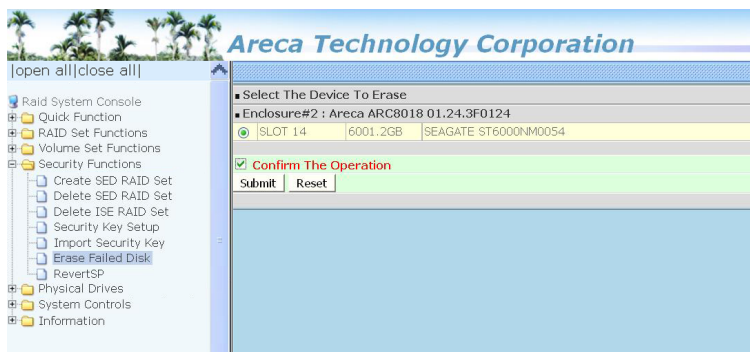 Areca Technology Corporation
|open all|close all|
Raid System Console
Quick Function
RAID Set Functions
Volume Set Functions
Security Functions
Create SED RAID Set
Delete SED RAID Set
Delete ISE RAID Set
Security Key Setup
Import Security Key
Erase Failed Disk
RevertSP
Physical Drives
System Controls
Information
Select The Device To Erase
Enclosure#2 : Areca ARC8018 01.24.3F0124
SLOT 14 6001.2GB SEAGATE ST6000NM0054
Confirm The Operation
Submit Reset